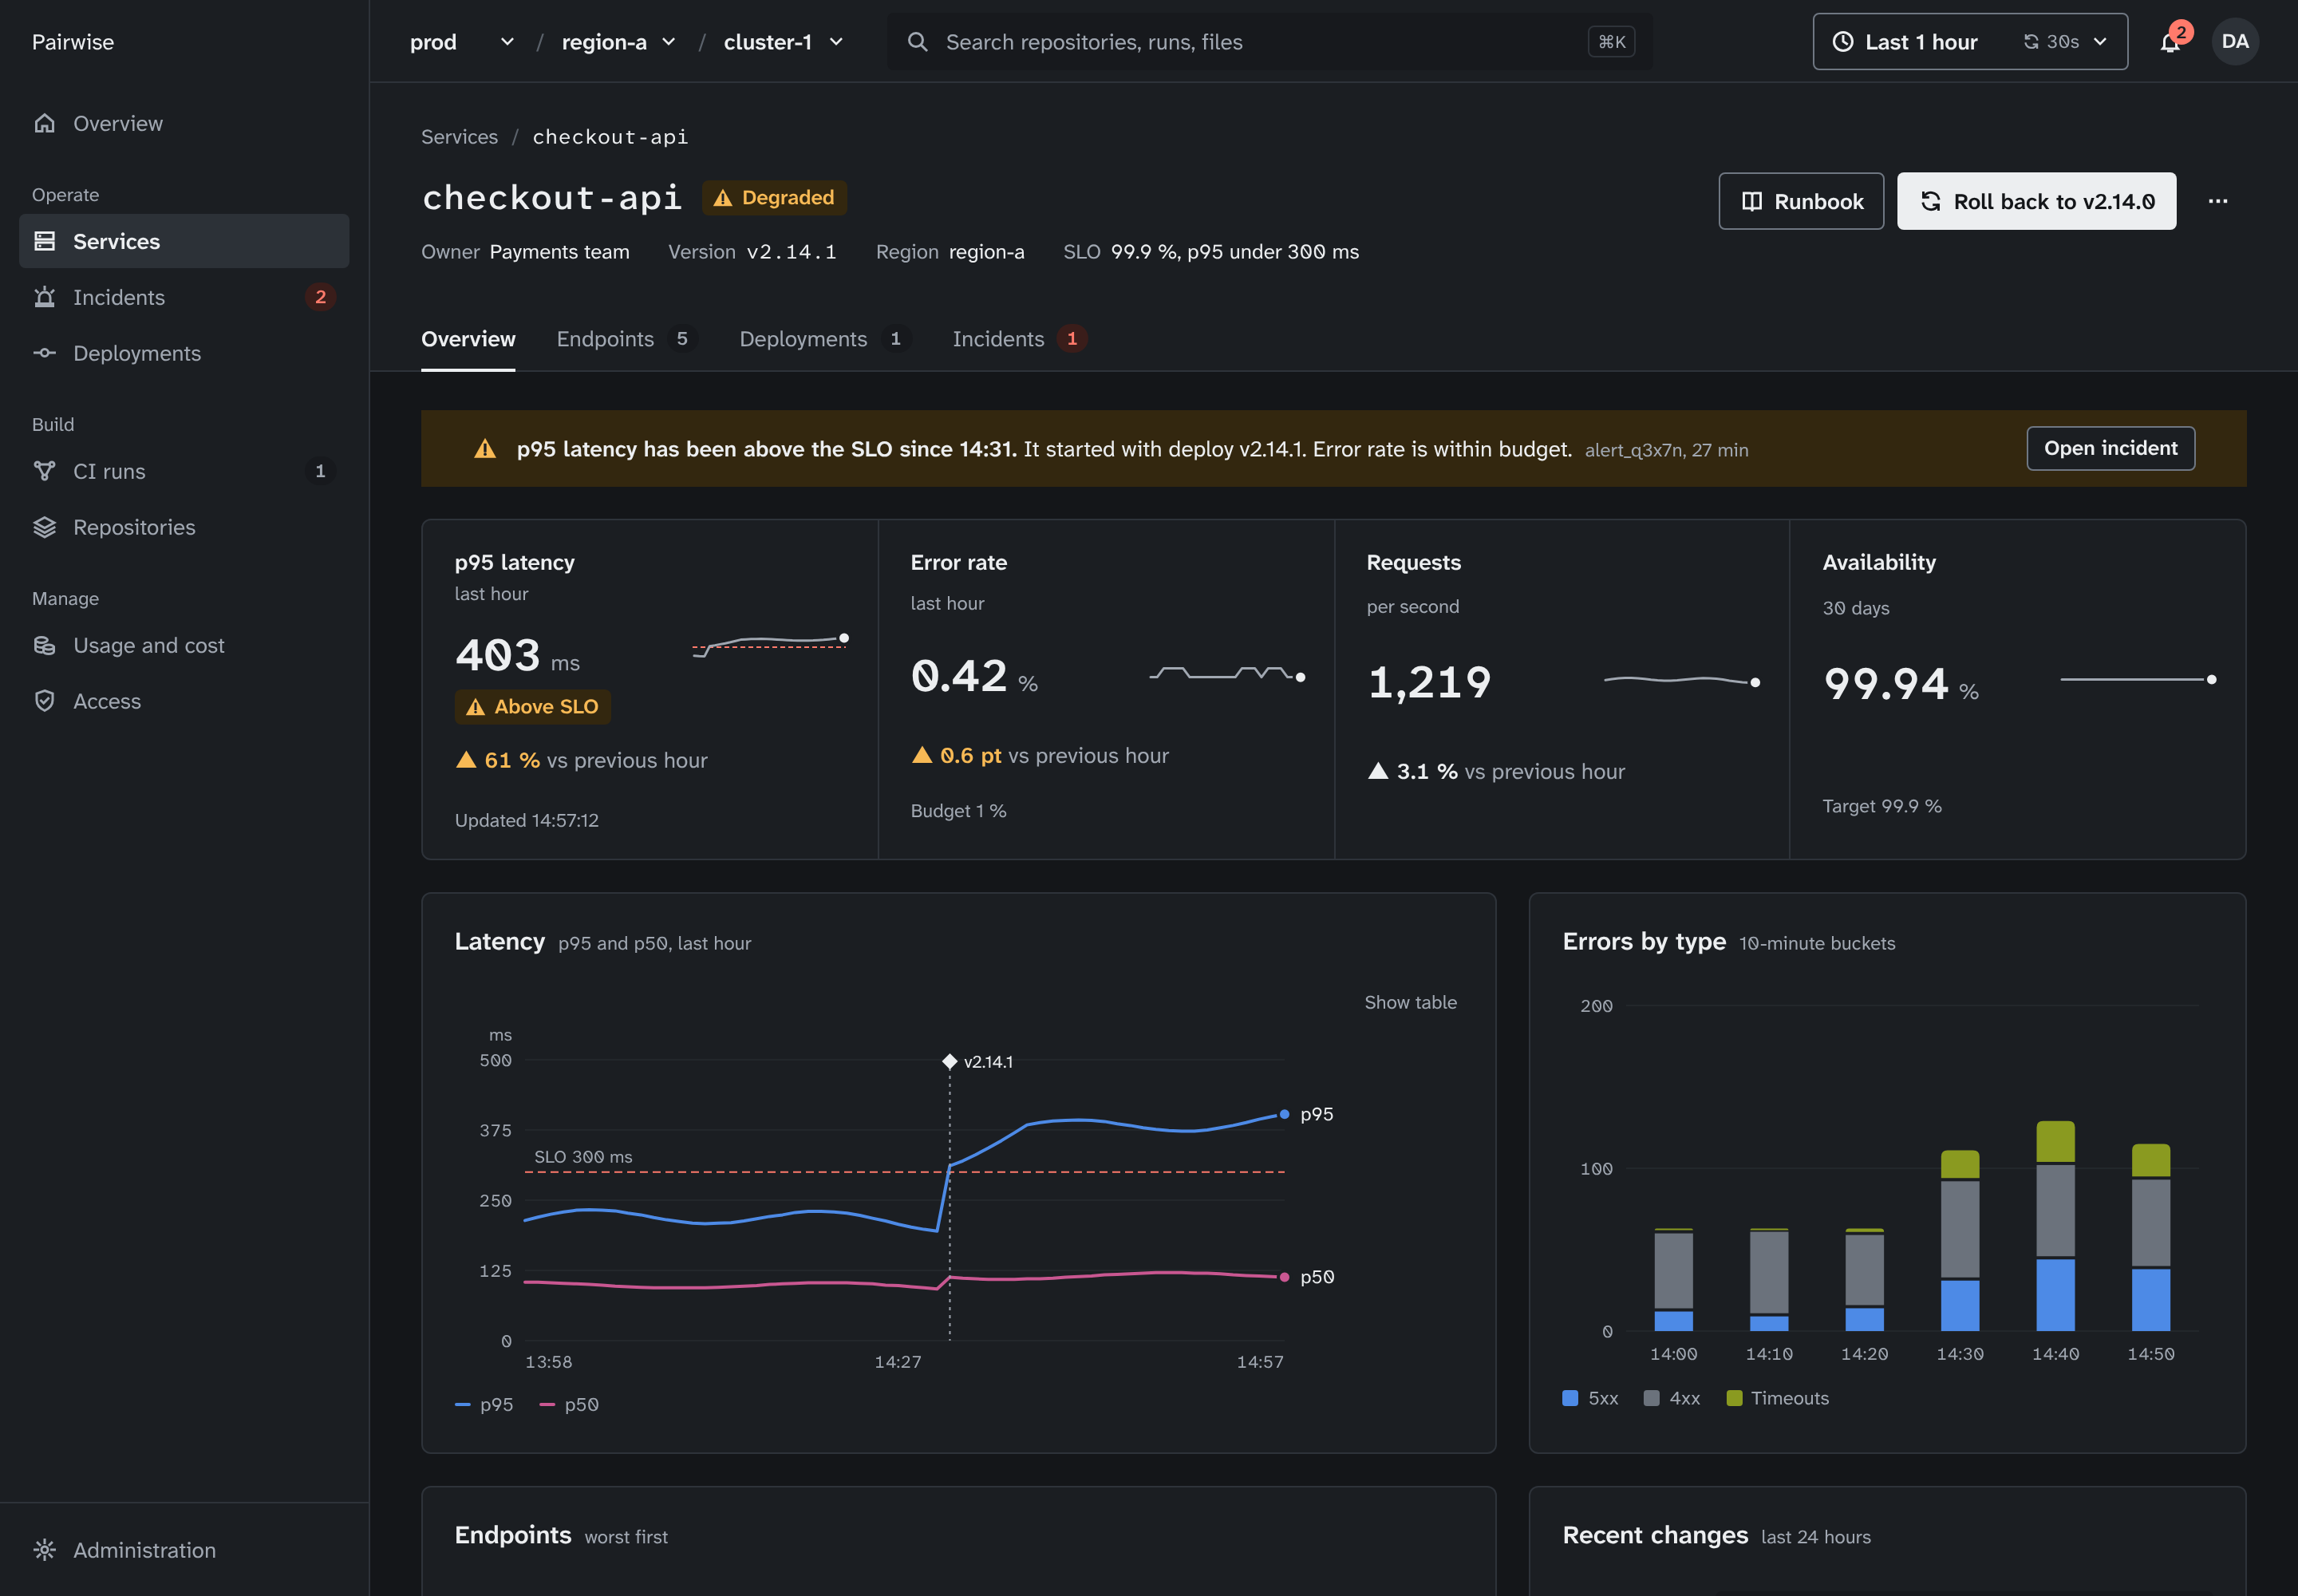 Pairwise
prod / region-a / cluster-1
Search repositories, runs, files ⌘K
Last 1 hour 30s
2
DA
Overview
Operate
Services
Incidents 2
Deployments
Build
CI runs 1
Repositories
Manage
Usage and cost
Access
Administration
Services / checkout-api
checkout-api Degraded
Runbook
Roll back to v2.14.0
Owner Payments team Version v2.14.1 Region region-a SLO 99.9 %, p95 under 300 ms
Overview Endpoints 5 Deployments 1 Incidents 1
p95 latency has been above the SLO since 14:31. It started with deploy v2.14.1. Error rate is within budget. alert_q3x7n, 27 min
Open incident
p95 latency
last hour
403 ms
Above SLO
61 % vs previous hour
Updated 14:57:12
Error rate
last hour
0.42 %
0.6 pt vs previous hour
Budget 1 %
Requests
per second
1,219
3.1 % vs previous hour
Availability
30 days
99.94 %
Target 99.9 %
Latency p95 and p50, last hour
Show table
ms
500
375
250
125
0
v2.14.1
SLO 300 ms
p95
p50
13:58 14:27 14:57
p95 p50
Errors by type 10-minute buckets
200
100
0
14:00 14:10 14:20 14:30 14:40 14:50
5xx 4xx Timeouts
Endpoints worst first
Recent changes last 24 hours